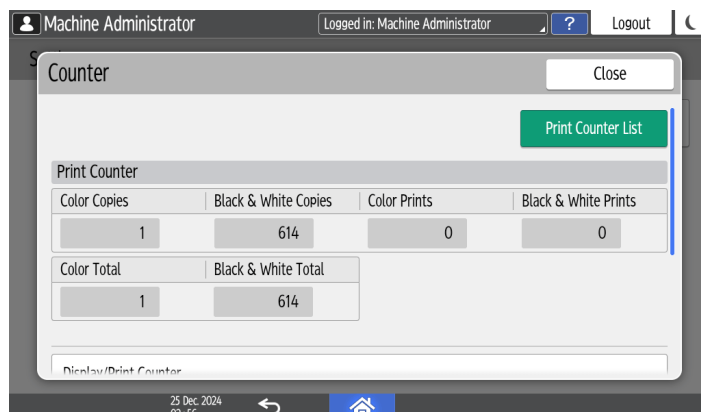 Machine Administrator Logged in: Machine Administrator ? Logout
Counter Close
Print Counter List
Print Counter
Color Copies Black & White Copies Color Prints Black & White Prints
1 614 0 0
Color Total Black & White Total
1 614
Display/Print Counter
25 Dec. 2024